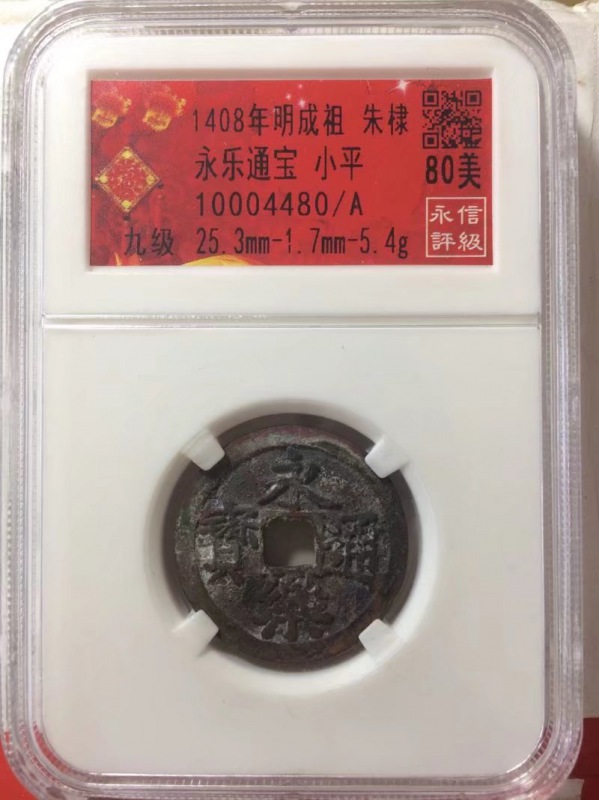 1408年明成祖 朱棣
永乐通宝 小平
10004480/A
九级 25.3mm-1.7mm-5.4g
80美
永信
評級
永樂通寶